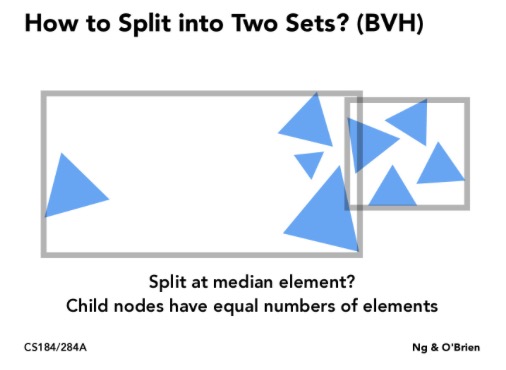 How to Split into Two Sets? (BVH)
Split at median element?
Child nodes have equal numbers of elements
CS184/284A
Ng & O'Brien